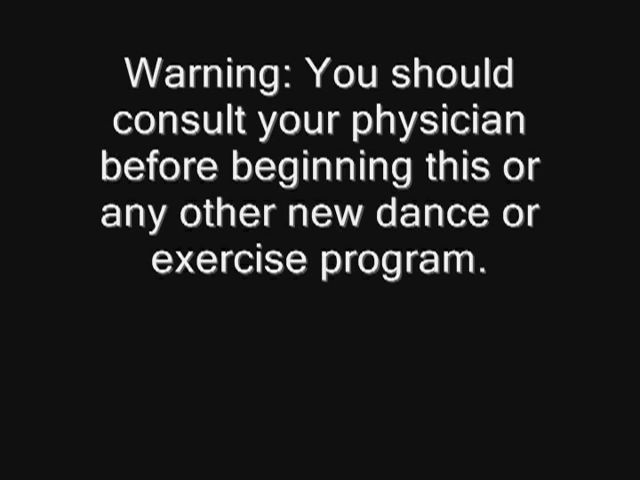 Warning: You should
consult your physician
before beginning this or
any other new dance or
exercise program.